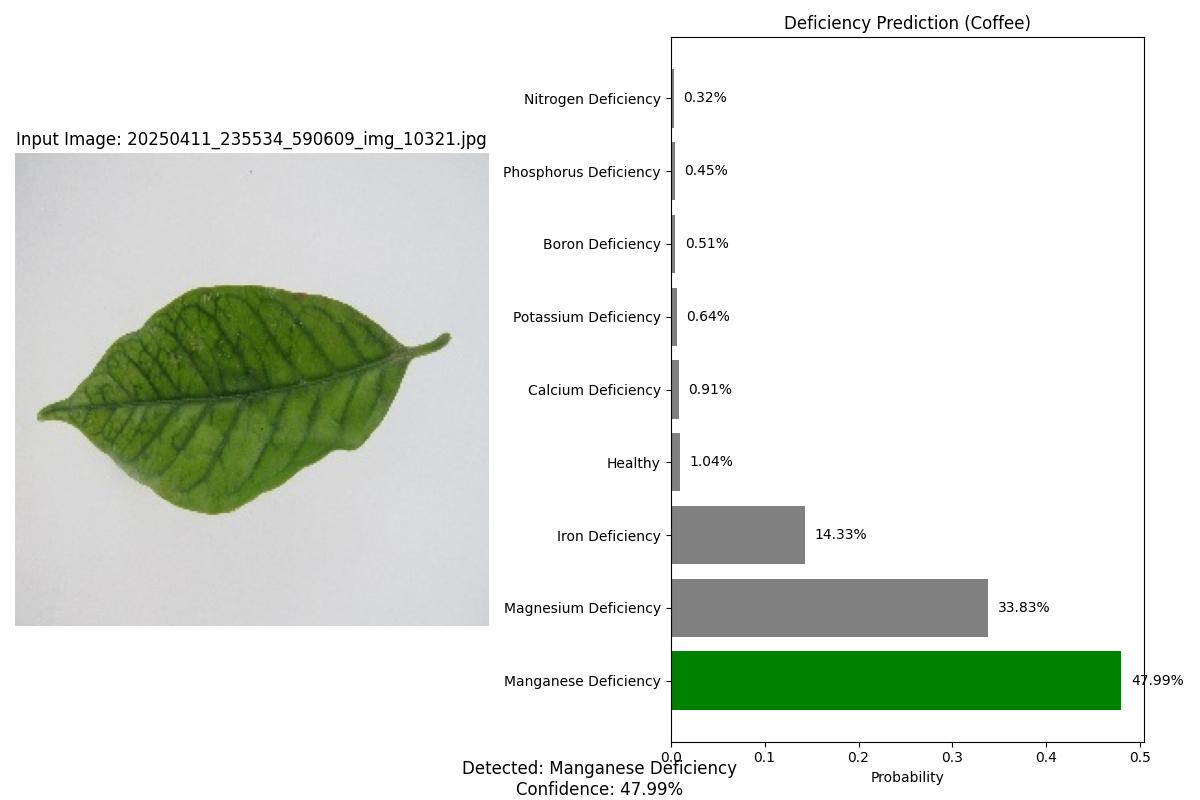 Deficiency Prediction (Coffee)
Input Image: 20250411_235534_590609_img_10321.jpg
Nitrogen Deficiency 0.32%
Phosphorus Deficiency 0.45%
Boron Deficiency 0.51%
Potassium Deficiency 0.64%
Calcium Deficiency 0.91%
Healthy 1.04%
Iron Deficiency 14.33%
Magnesium Deficiency 33.83%
Manganese Deficiency 47.99%
0.0 0.1 0.2 0.3 0.4 0.5
Probability
Detected: Manganese Deficiency
Confidence: 47.99%